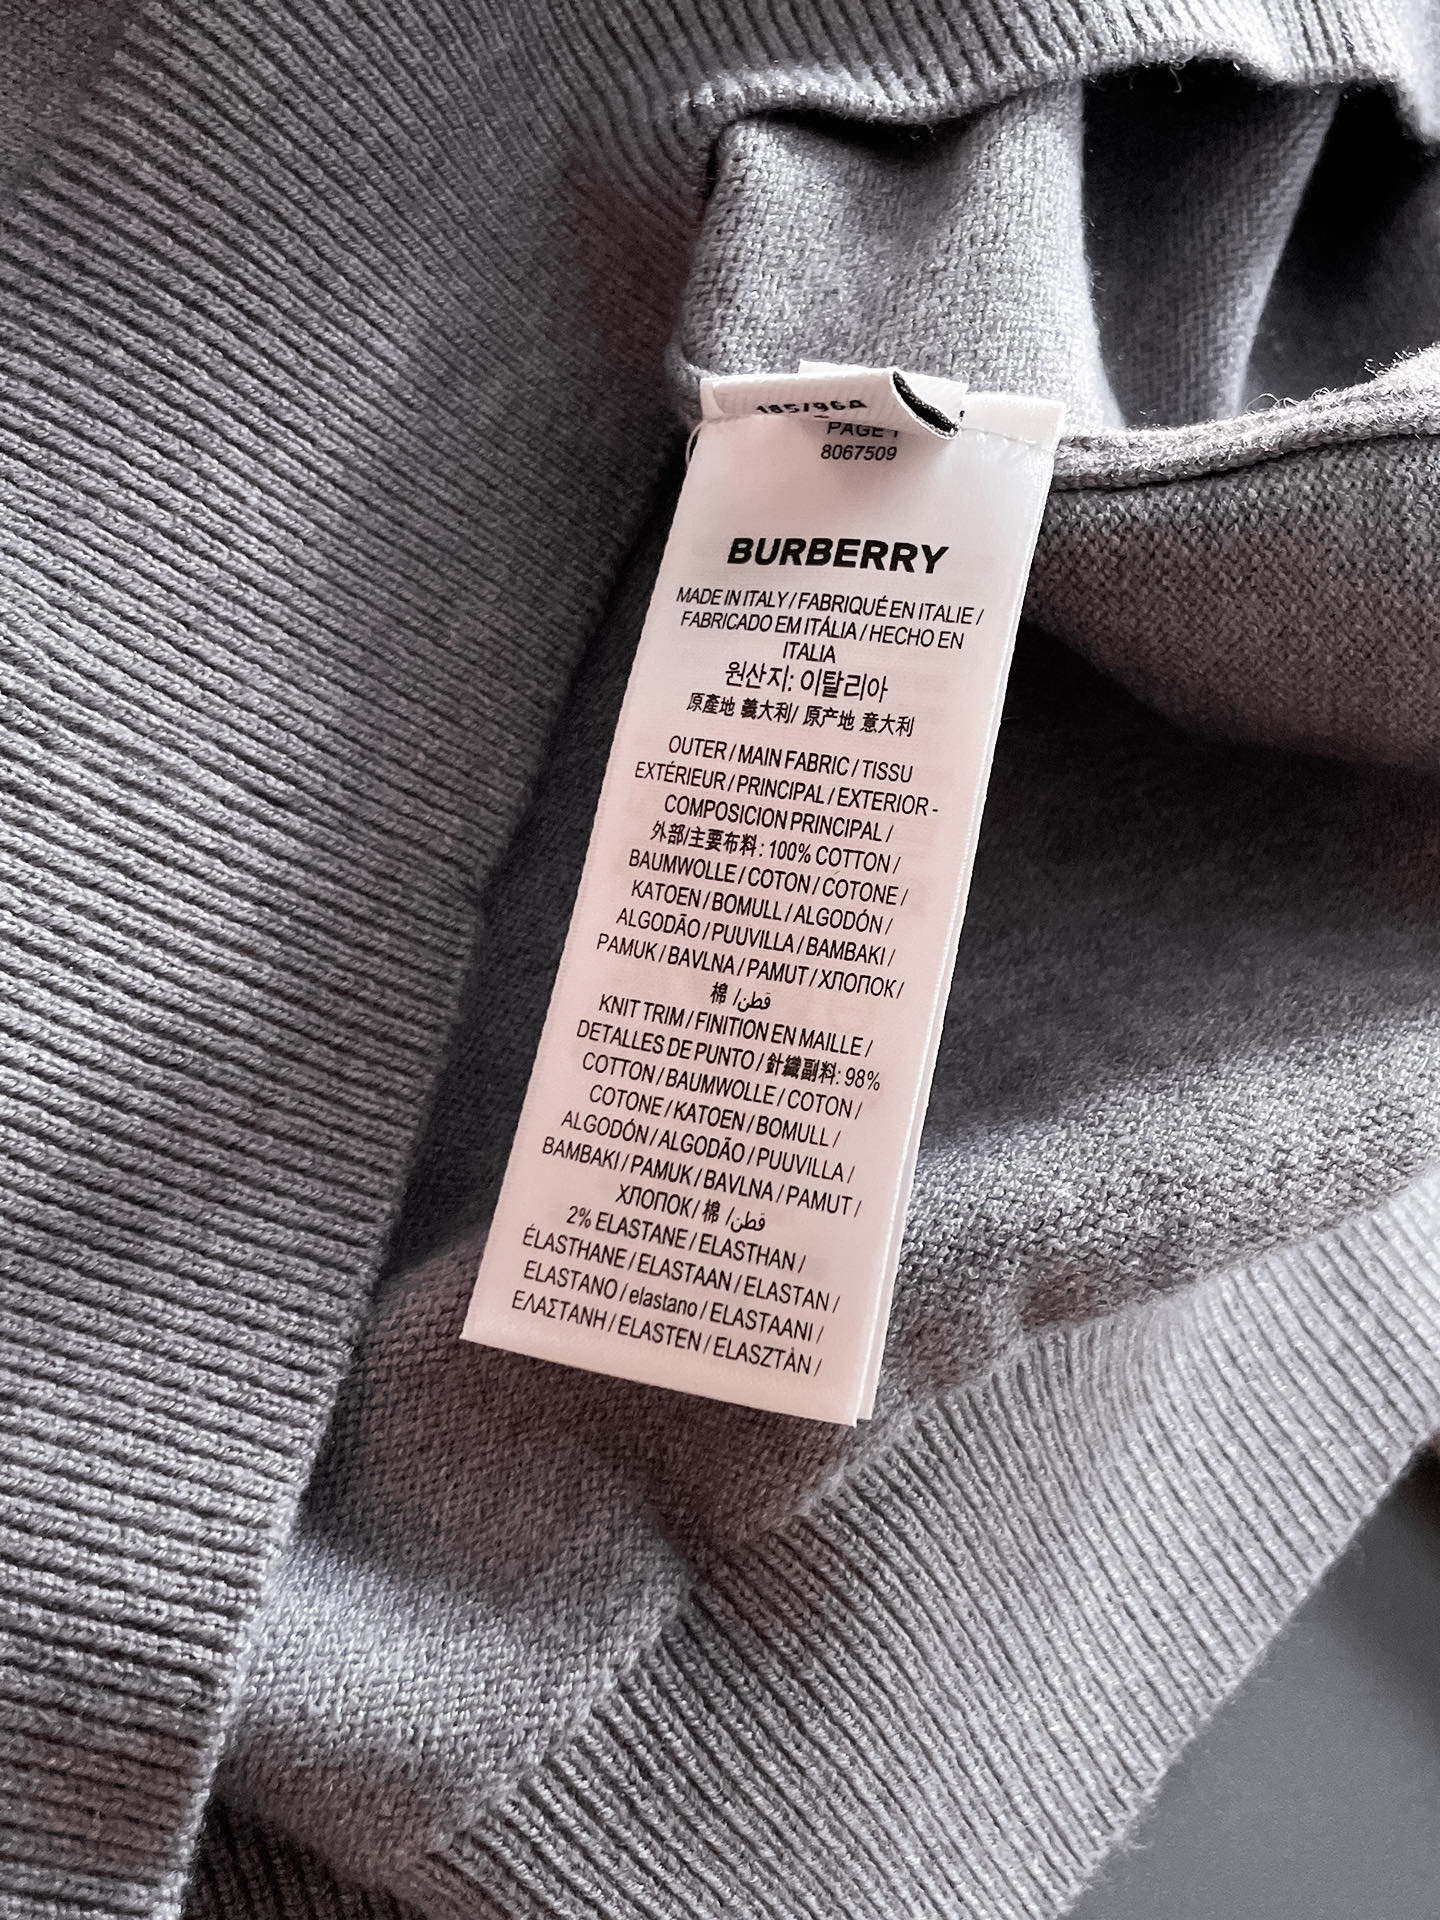 185/96A
PAGE 1
8067509
BURBERRY
MADE IN ITALY / FABRIQUÉ EN ITALIE /
FABRICADO EM ITÁLIA / HECHO EN
ITALIA
원산지: 이탈리아
原產地 義大利/ 原产地 意大利
OUTER / MAIN FABRIC / TISSU
EXTÉRIEUR / PRINCIPAL / EXTERIOR -
COMPOSICION PRINCIPAL /
外部/主要布料: 100% COTTON /
BAUMWOLLE / COTON / COTONE /
KATOEN / BOMULL / ALGODÓN /
ALGODÃO / PUUVILLA / BAMBAKI /
PAMUK / BAVLNA / PAMUT / ХЛОПОК /
棉 /قطن
KNIT TRIM / FINITION EN MAILLE /
DETALLES DE PUNTO / 針織副料: 98%
COTTON / BAUMWOLLE / COTON /
COTONE / KATOEN / BOMULL /
ALGODÓN / ALGODÃO / PUUVILLA /
BAMBAKI / PAMUK / BAVLNA / PAMUT /
ХЛОПОК / 棉 /قطن
2% ELASTANE / ELASTHAN /
ÉLASTHANE / ELASTAAN / ELASTAN /
ELASTANO / elastano / ELASTAANI /
ΕΛΑΣΤΑΝΗ / ELASTEN / ELASZTÀN /